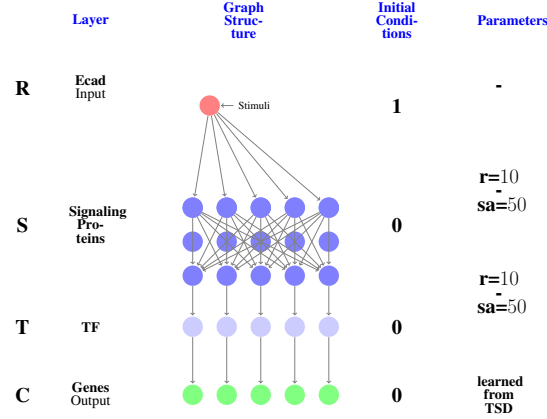 Layer
Graph
Struc-
ture
Initial
Condi-
tions
Parameters
R
Ecad
Input
Stimuli
1
-
S
Signaling
Pro-
teins
0
r=10
-
sa=50
T
TF
0
r=10
-
sa=50
C
Genes
Output
0
learned
from
TSD